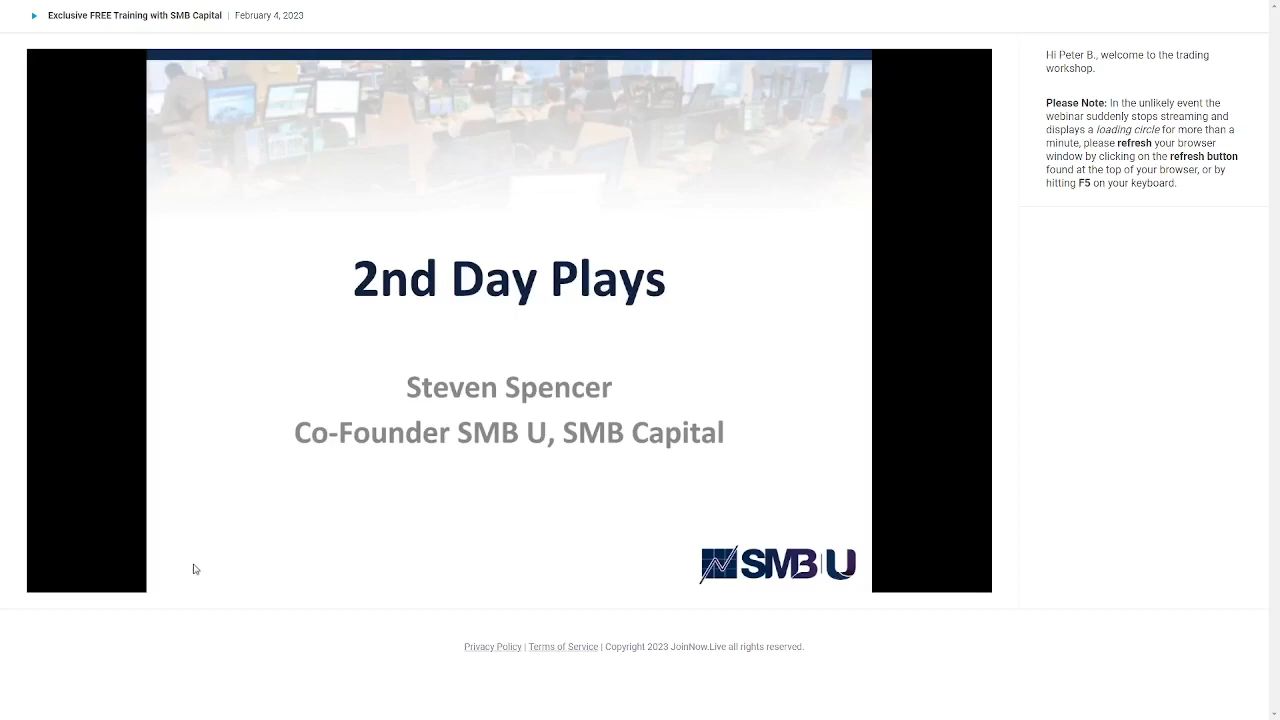 Exclusive FREE Training with SMB Capital | February 4, 2023
Hi Peter B., welcome to the trading
workshop.
Please Note: In the unlikely event the
webinar suddenly stops streaming and
displays a loading circle for more than a
minute, please refresh your browser
window by clicking on the refresh button
found at the top of your browser, or by
hitting F5 on your keyboard.
2nd Day Plays
Steven Spencer
Co-Founder SMB U, SMB Capital
SMB|U
Privacy Policy | Terms of Service | Copyright 2023 JoinNow.Live all rights reserved.